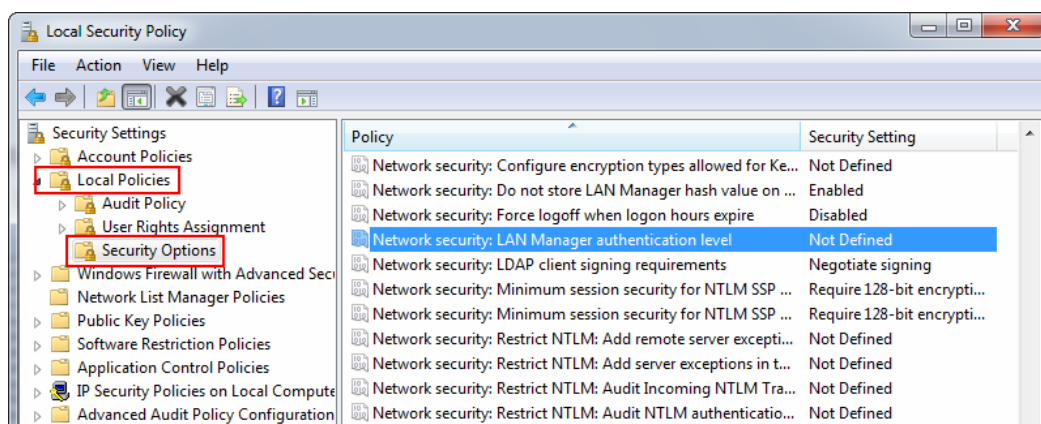 Local Security Policy
File Action View Help
Security Settings
Account Policies
Local Policies
Audit Policy
User Rights Assignment
Security Options
Windows Firewall with Advanced Secu
Network List Manager Policies
Public Key Policies
Software Restriction Policies
Application Control Policies
IP Security Policies on Local Compute
Advanced Audit Policy Configuration
Policy Security Setting
Network security: Configure encryption types allowed for Ke... Not Defined
Network security: Do not store LAN Manager hash value on ... Enabled
Network security: Force logoff when logon hours expire Disabled
Network security: LAN Manager authentication level Not Defined
Network security: LDAP client signing requirements Negotiate signing
Network security: Minimum session security for NTLM SSP ... Require 128-bit encrypti...
Network security: Minimum session security for NTLM SSP ... Require 128-bit encrypti...
Network security: Restrict NTLM: Add remote server excepti... Not Defined
Network security: Restrict NTLM: Add server exceptions in t... Not Defined
Network security: Restrict NTLM: Audit Incoming NTLM Tra... Not Defined
Network security: Restrict NTLM: Audit NTLM authenticatio... Not Defined